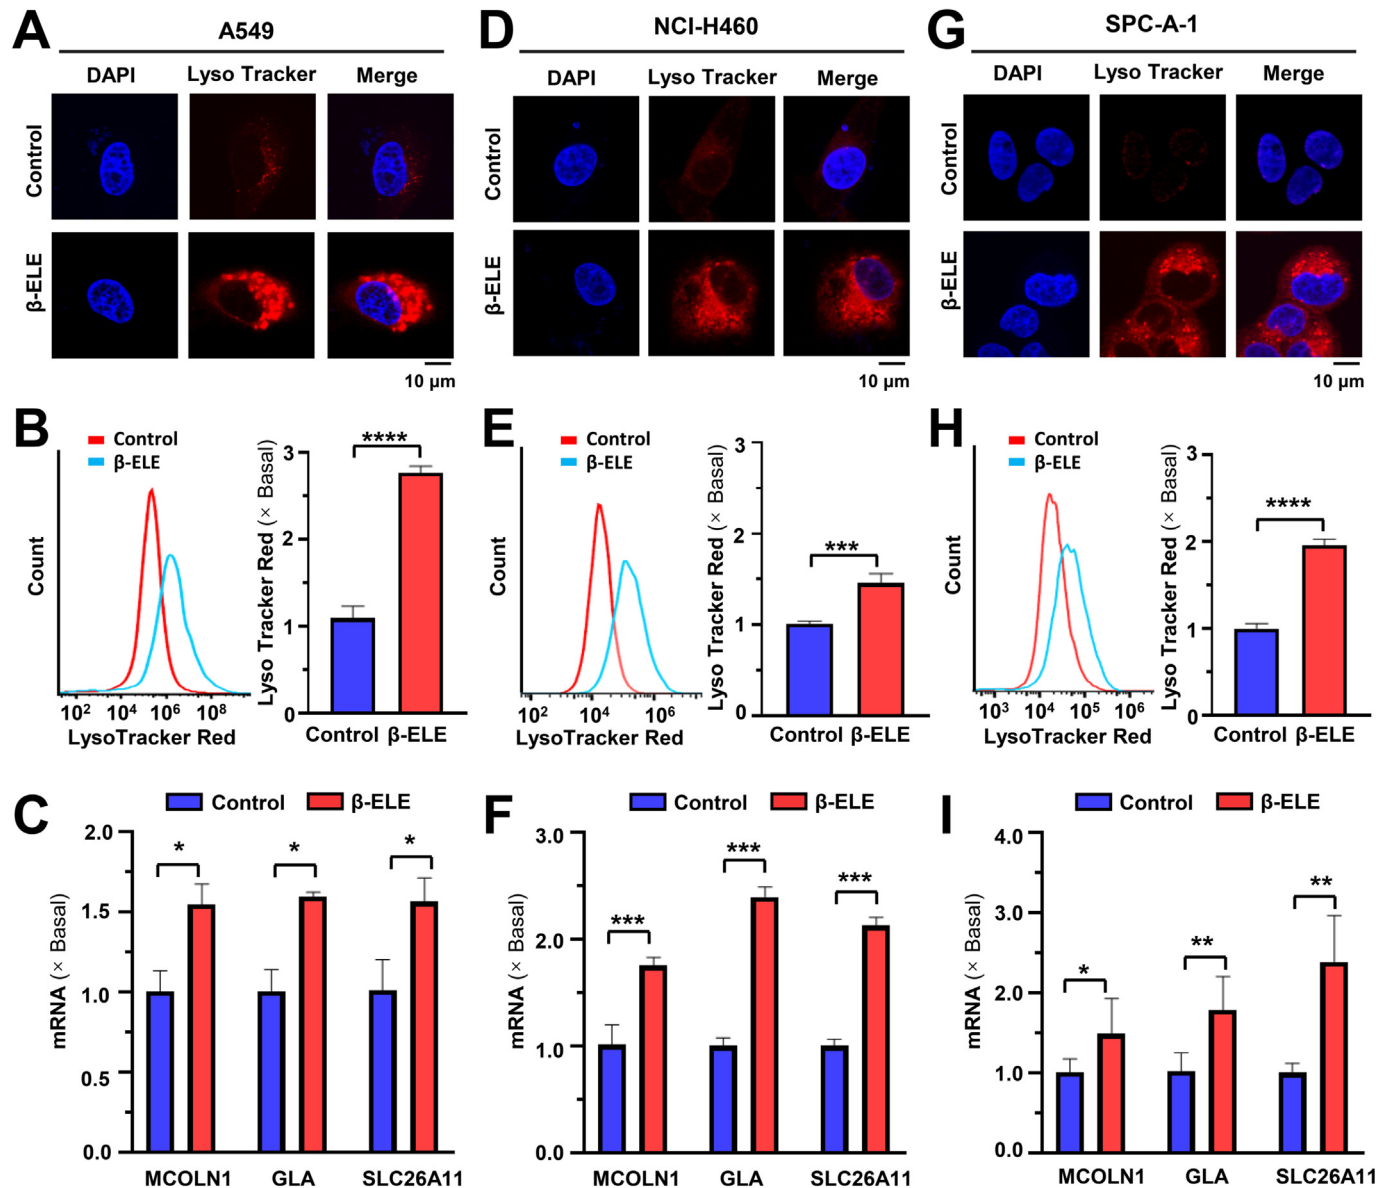 A
A549
DAPI Lyso Tracker Merge
Control
β-ELE
10 μm
D
NCI-H460
DAPI Lyso Tracker Merge
Control
β-ELE
10 μm
G
SPC-A-1
DAPI Lyso Tracker Merge
Control
β-ELE
10 μm
B
Control
β-ELE
Count
10² 10⁴ 10⁶ 10⁸
LysoTracker Red
Lyso Tracker Red (× Basal)
3
2
1
0
****
Control β-ELE
E
Control
β-ELE
Count
10² 10⁴ 10⁶
LysoTracker Red
Lyso Tracker Red (× Basal)
3
2
1
0
***
Control β-ELE
H
Control
β-ELE
Count
10³ 10⁴ 10⁵ 10⁶
LysoTracker Red
Lyso Tracker Red (× Basal)
3
2
1
0
****
Control β-ELE
C
Control β-ELE
mRNA (× Basal)
2.0
1.5
1.0
0.5
0.0
* * *
MCOLN1 GLA SLC26A11
F
Control β-ELE
mRNA (× Basal)
3.0
2.0
1.0
0.0
*** *** ***
MCOLN1 GLA SLC26A11
I
Control β-ELE
mRNA (× Basal)
4.0
3.0
2.0
1.0
0.0
* ** **
MCOLN1 GLA SLC26A11